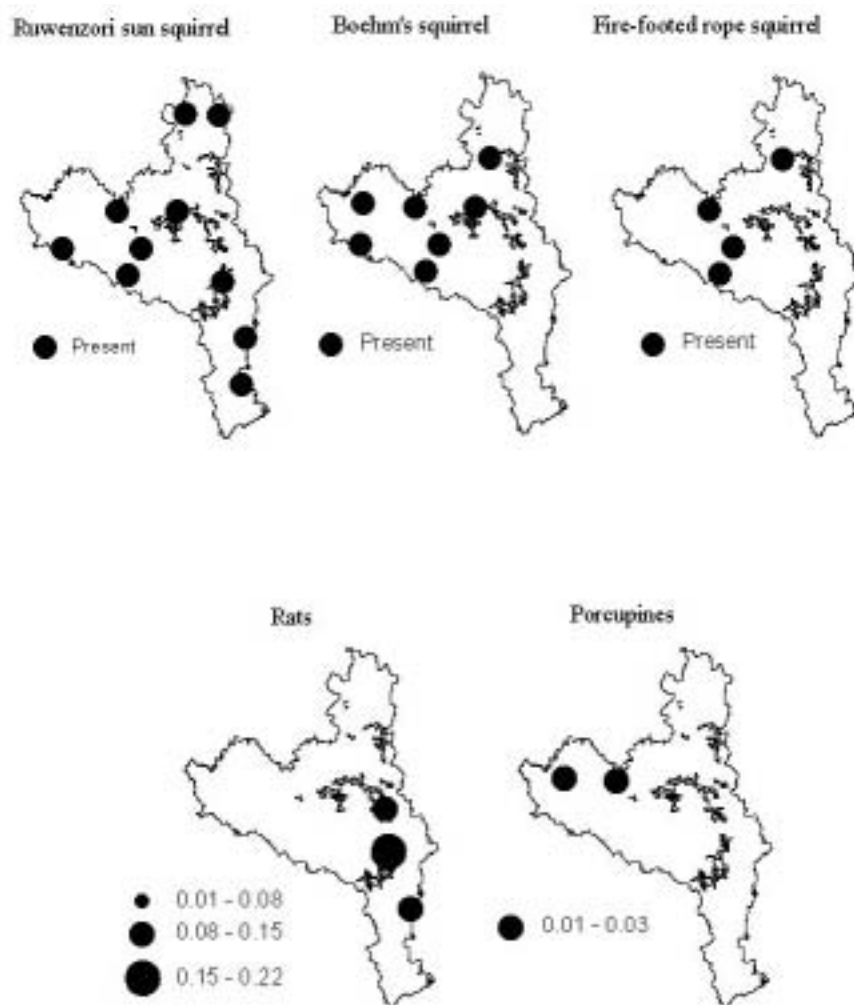 Ruwenzori sun squirrel
Boehm's squirrel
Fire-footed rope squirrel
Present
Present
Present
Rats
Porcupines
0.01 - 0.08
0.08 - 0.15
0.15 - 0.22
0.01 - 0.03